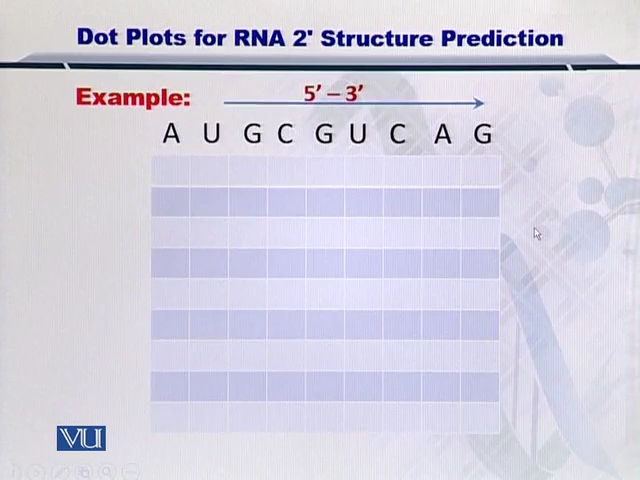 Dot Plots for RNA 2' Structure Prediction
Example:
5' – 3'
A U G C G U C A G
VU